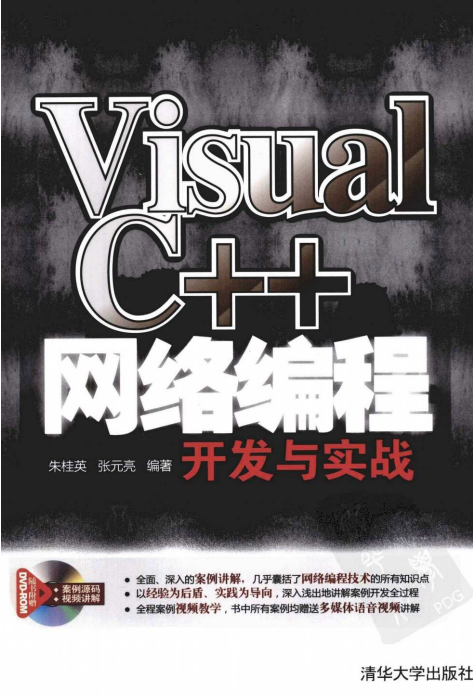 Visual
C++
网络编程
开发与实战
朱桂英 张元亮 编著
随书附赠
DVD-ROM
案例源码
视频讲解
• 全面、深入的案例讲解，几乎囊括了网络编程技术的所有知识点
• 以经验为后盾、实践为导向，深入浅出地讲解案例开发全过程
• 全程案例视频教学，书中所有案例均赠送多媒体语音视频讲解
PDG
清华大学出版社